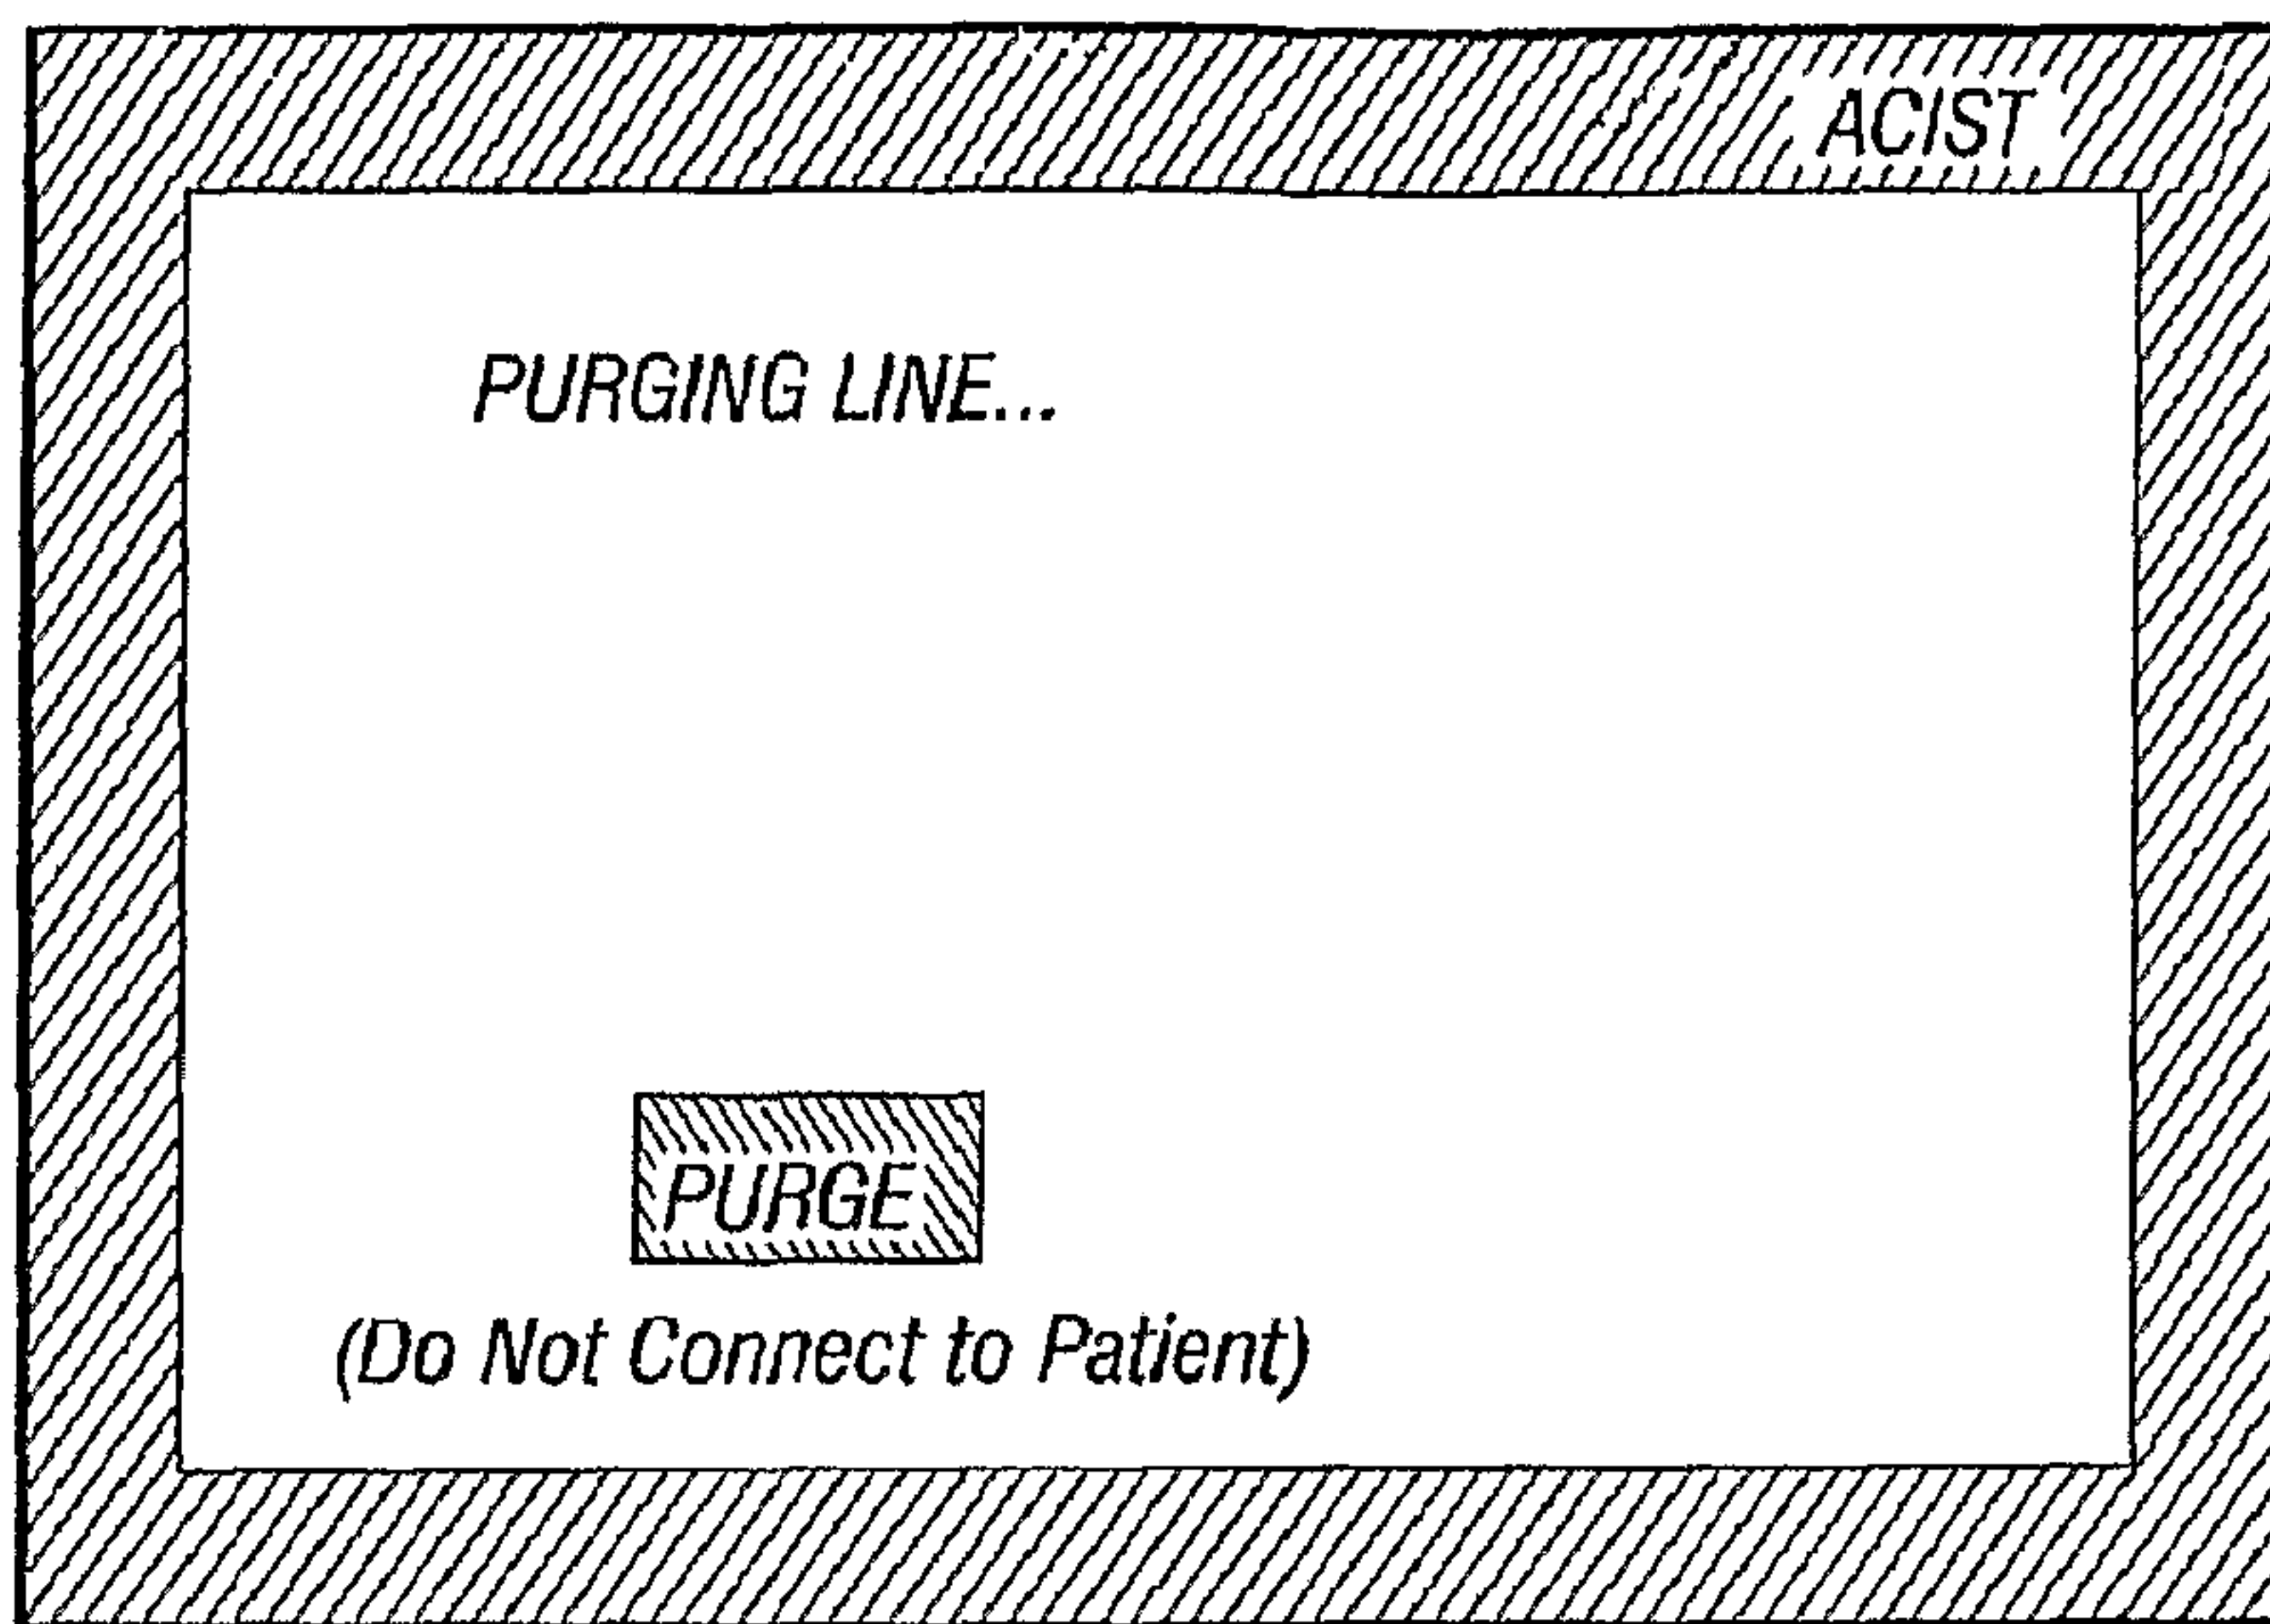 ACIST
PURGING LINE...
PURGE
(Do Not Connect to Patient)